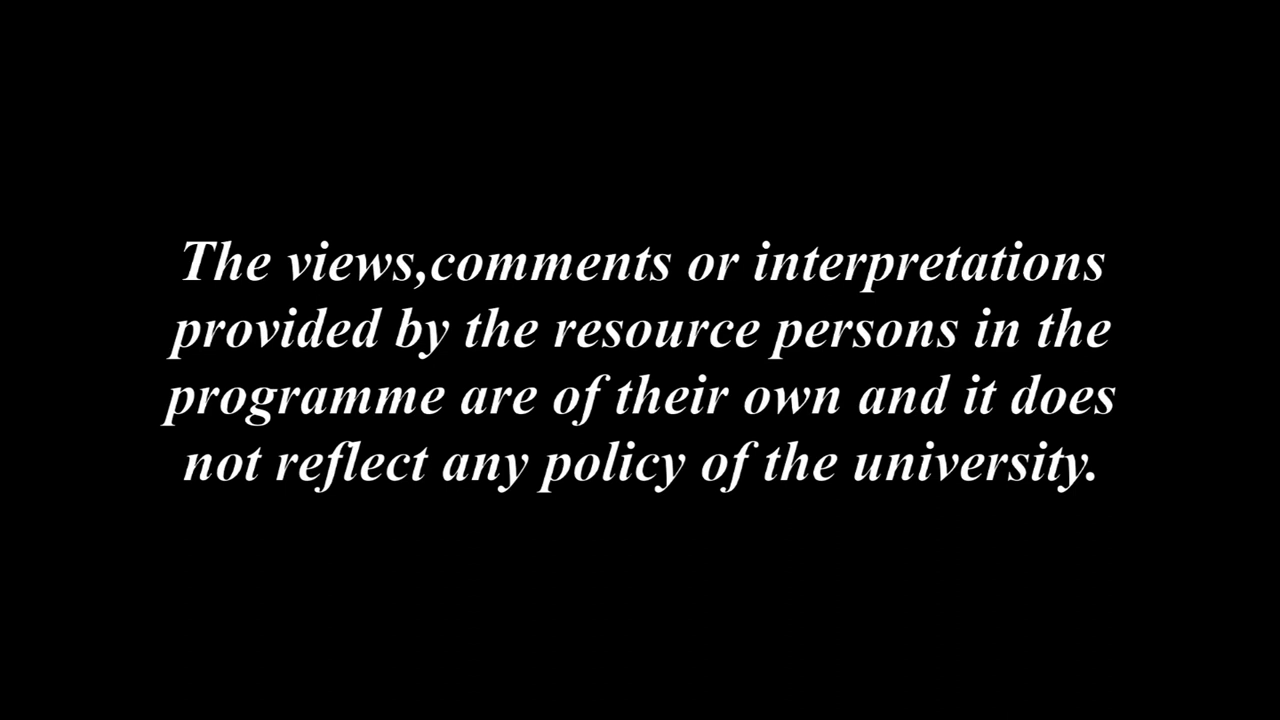 The views,comments or interpretations
provided by the resource persons in the
programme are of their own and it does
not reflect any policy of the university.